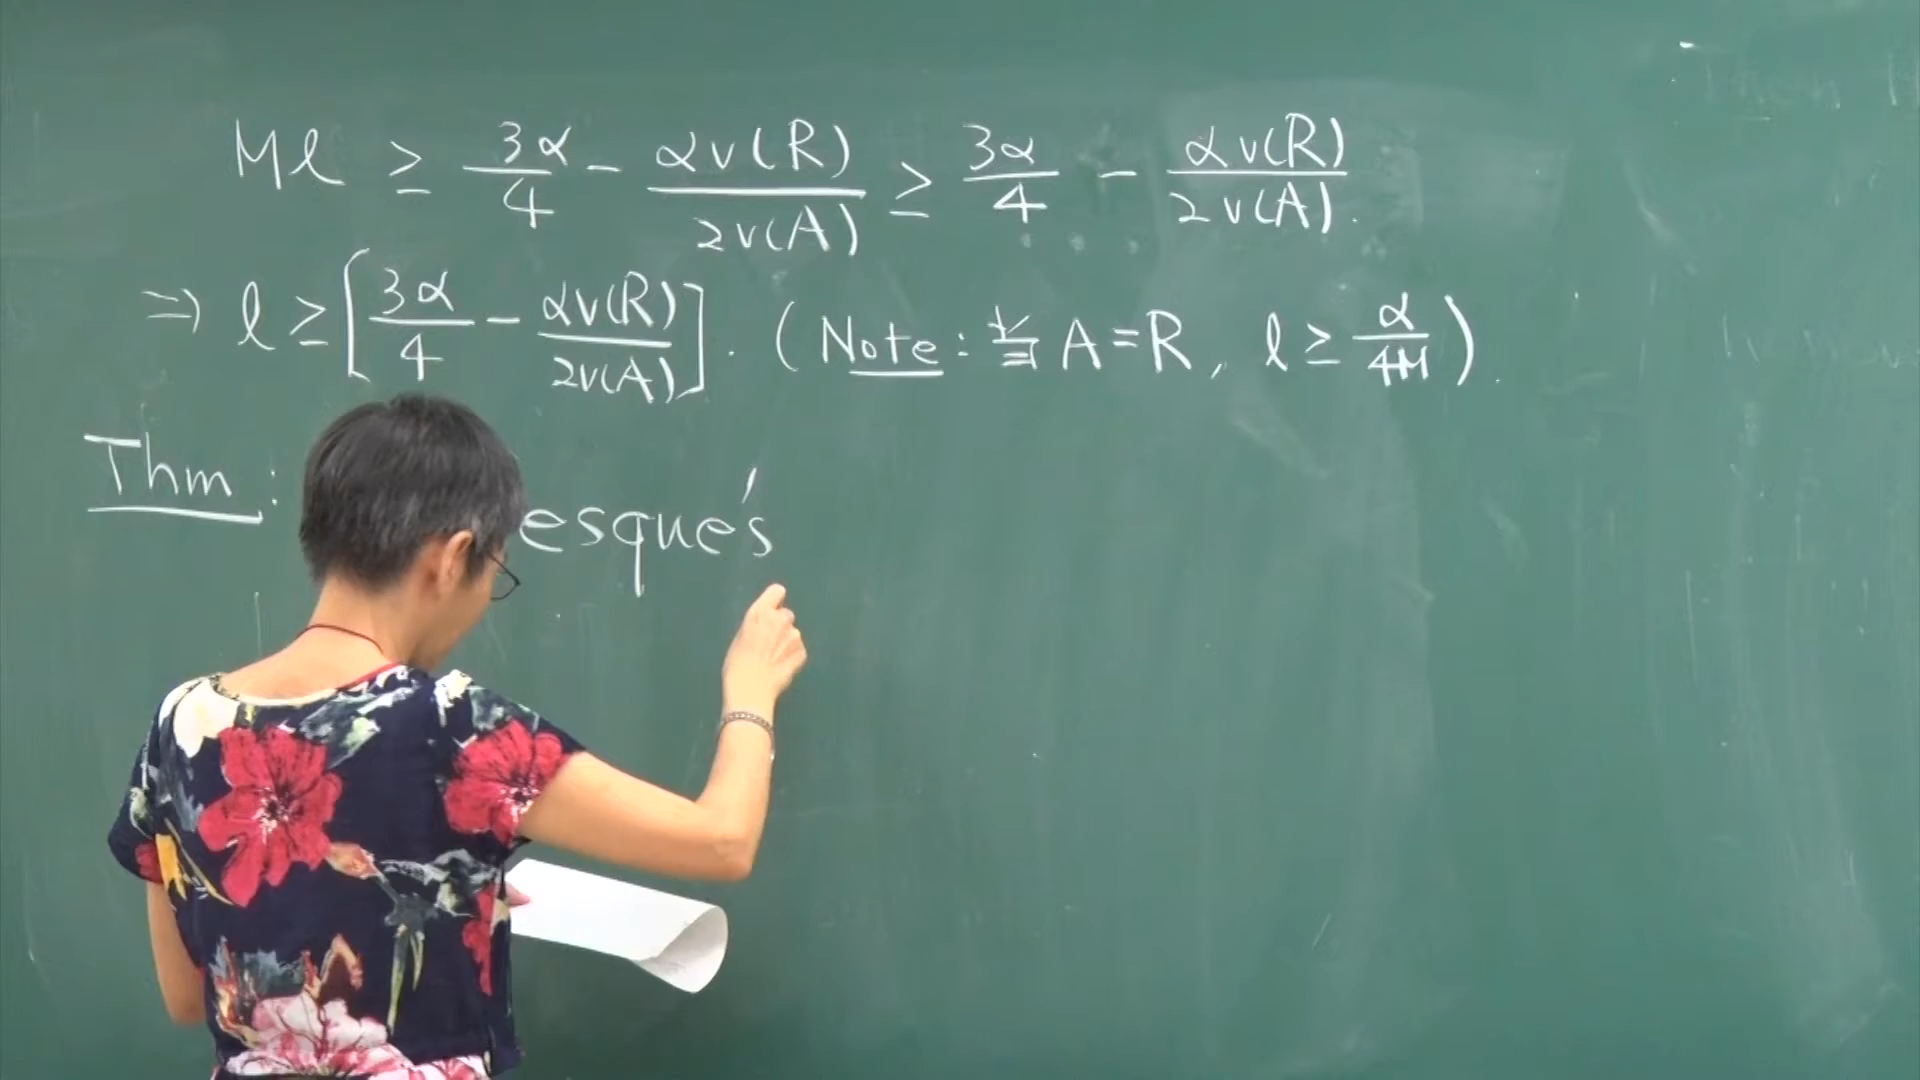 Ml ≥ 3α/4 - αv(R)/2v(A) ≥ 3α/4 - αv(R)/2v(A).
⇒ l ≥ [3α/4 - αv(R)/2v(A)]. (Note: 当 A=R, l ≥ α/4M).
Thm: esque's